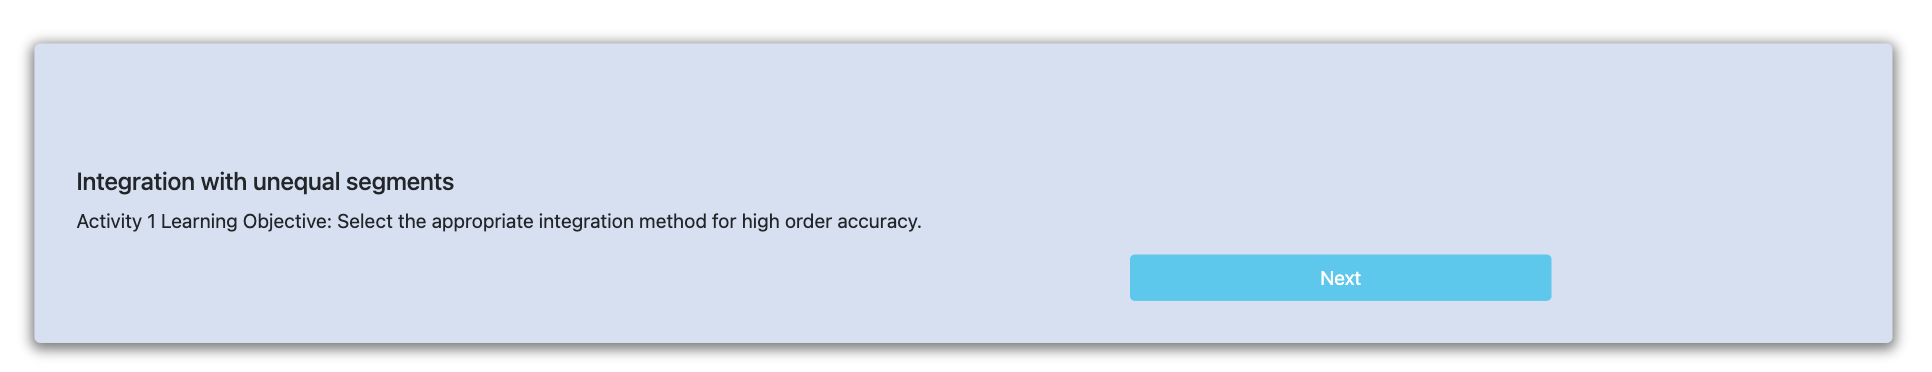 Integration with unequal segments
Activity 1 Learning Objective: Select the appropriate integration method for high order accuracy.
Next